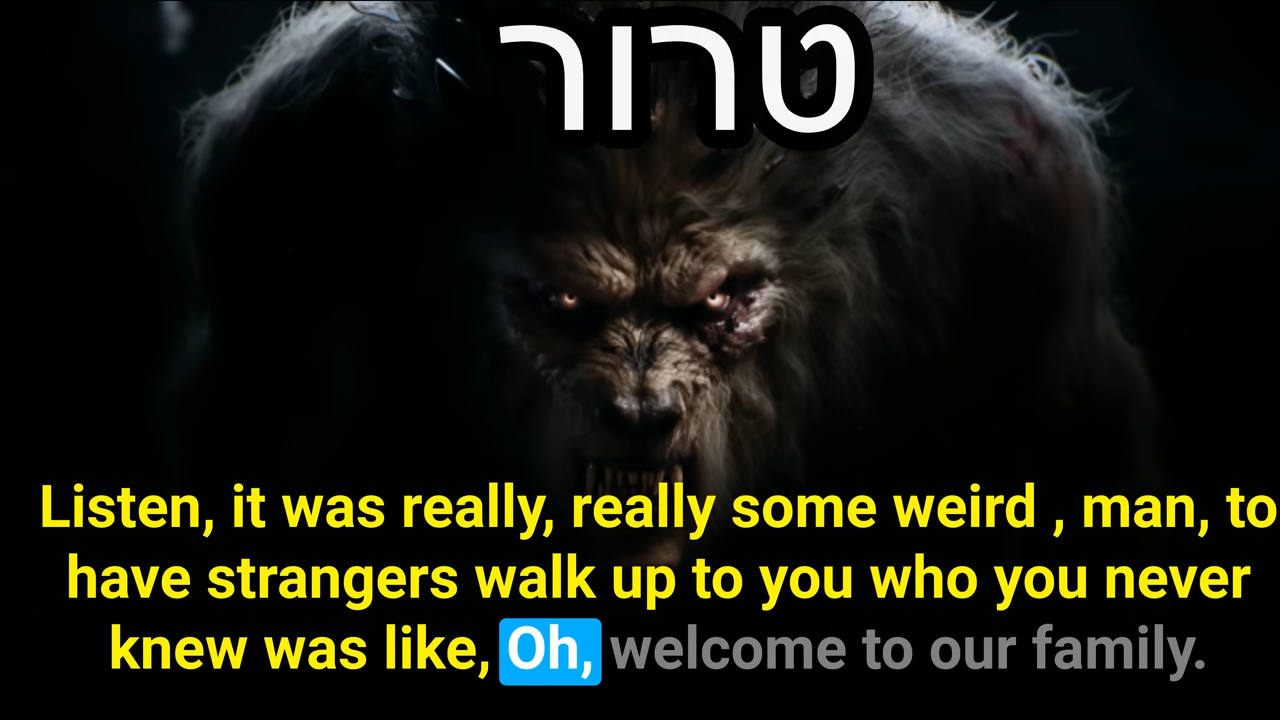 טרור
Listen, it was really, really some weird , man, to
have strangers walk up to you who you never
knew was like, Oh, welcome to our family.